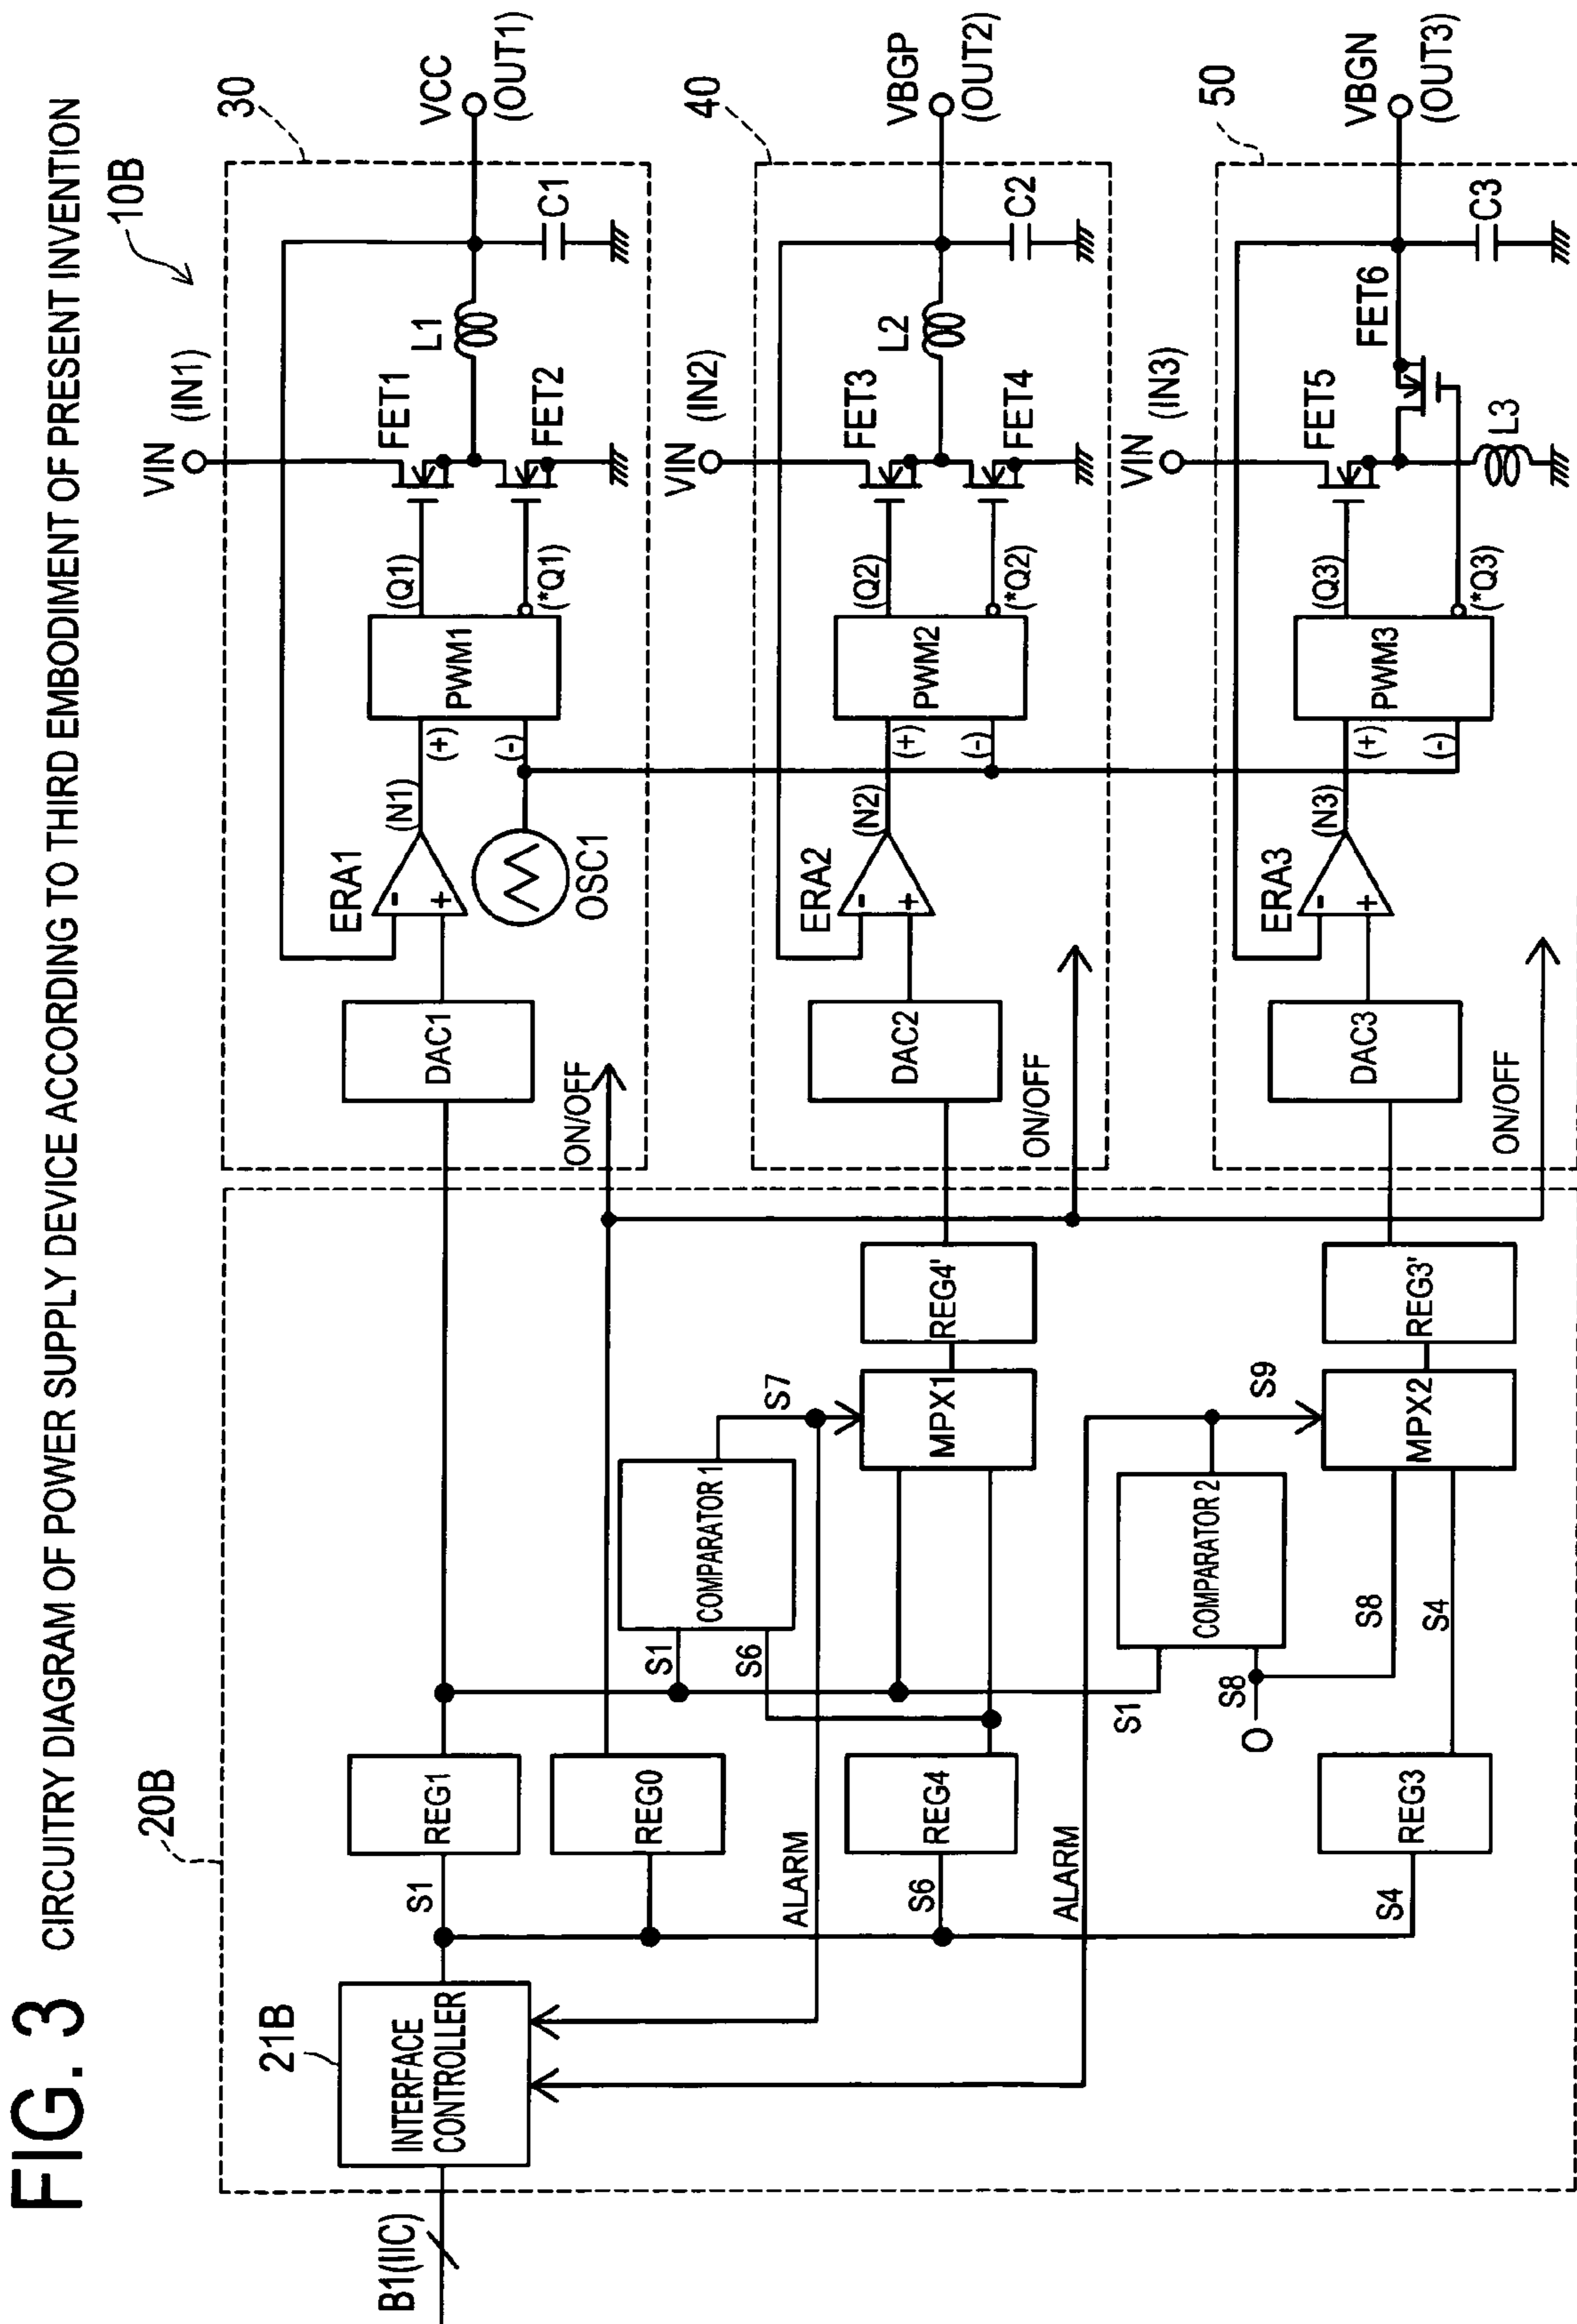 FIG. 3 CIRCUITRY DIAGRAM OF POWER SUPPLY DEVICE ACCORDING TO THIRD EMBODIMENT OF PRESENT INVENTION
10B
20B
30
VIN (IN1)
VCC
(OUT1)
FET1
FET2
L1
C1
(Q1)
(*Q1)
PWM1
(+)
(-)
(N1)
ERA1
-
+
OSC1
DAC1
ON/OFF
40
VIN (IN2)
VBGP
(OUT2)
FET3
FET4
L2
C2
(Q2)
(*Q2)
PWM2
(+)
(-)
(N2)
ERA2
-
+
DAC2
ON/OFF
50
VIN (IN3)
VBGN
(OUT3)
FET5
FET6
L3
C3
(Q3)
(*Q3)
PWM3
(+)
(-)
(N3)
ERA3
-
+
DAC3
ON/OFF
B1(IIC)
21B
INTERFACE
CONTROLLER
S1
REG1
REG0
S6
REG4
S4
REG3
ALARM
ALARM
S1
S6
COMPARATOR 1
S7
MPX1
REG4'
S1
S8
O
COMPARATOR 2
S9
S8
S4
MPX2
REG3'